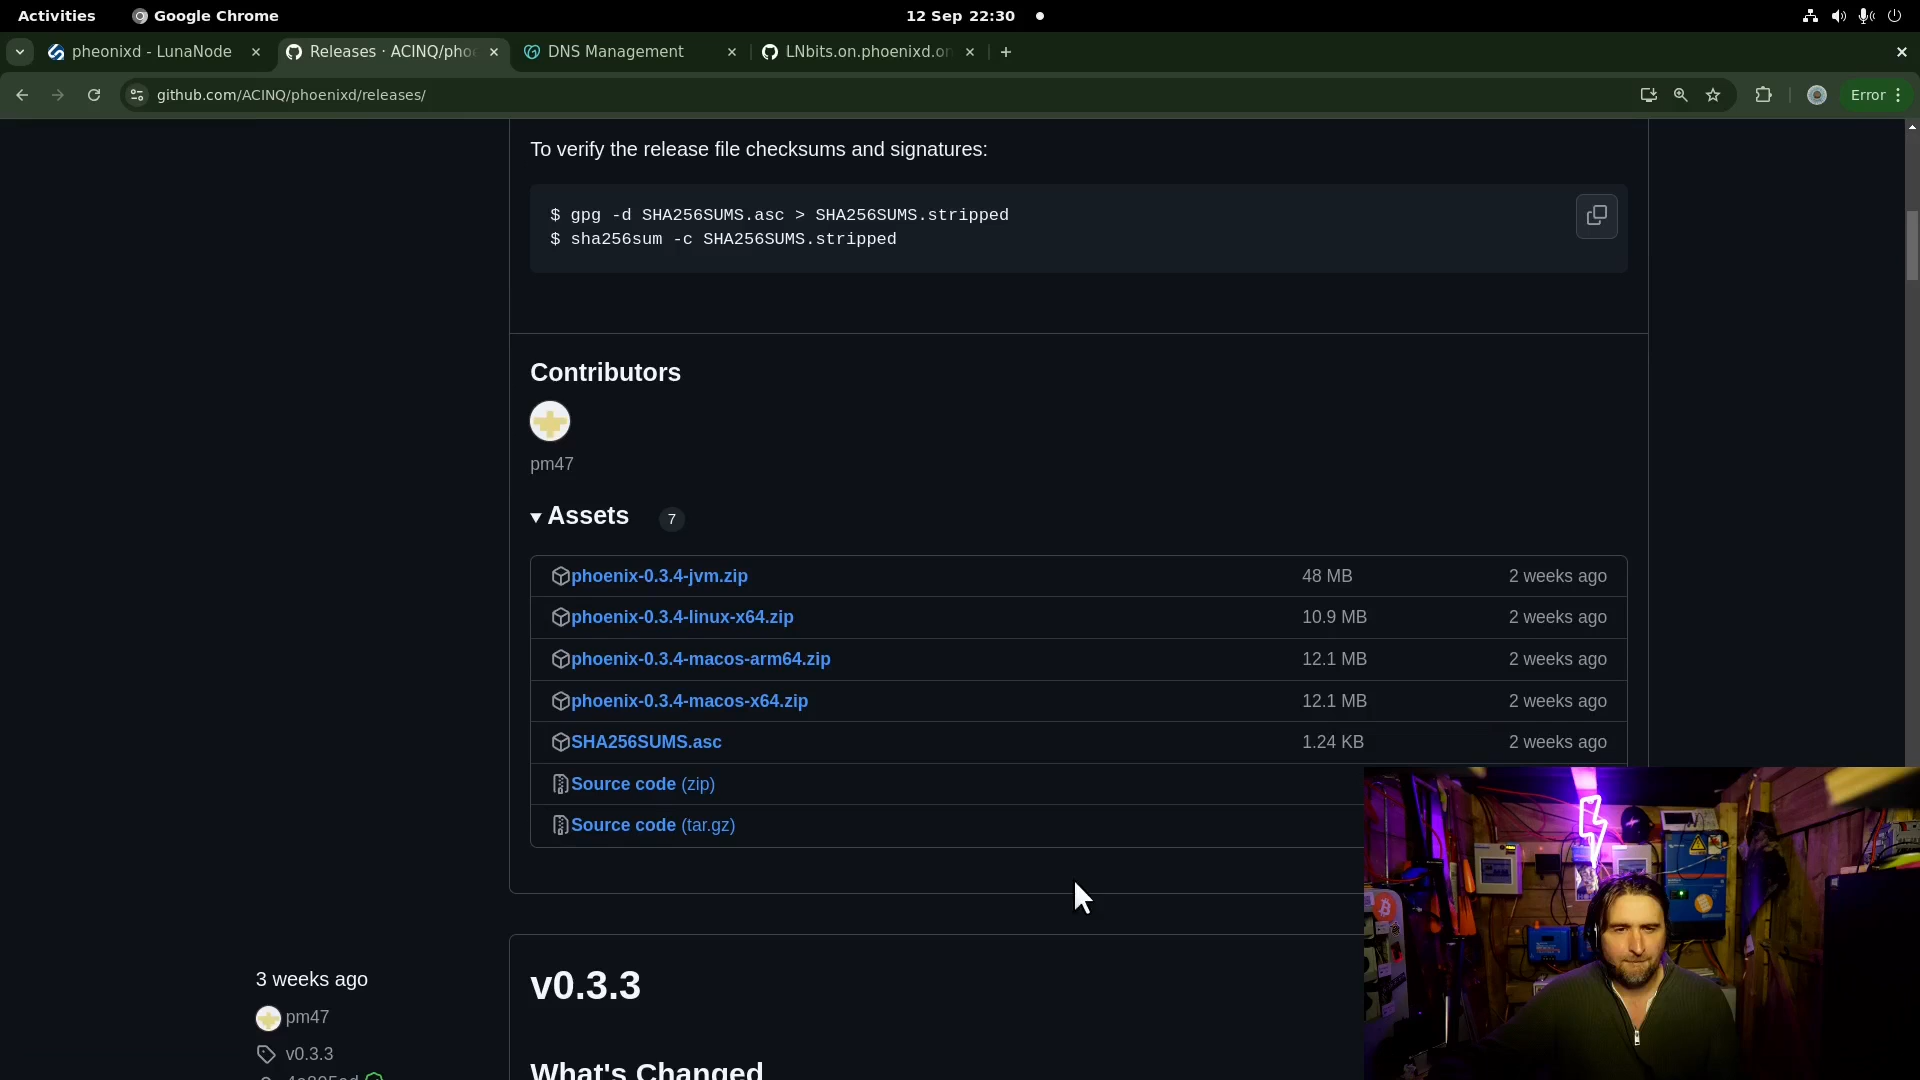 Activities
Google Chrome
12 Sep 22:30
pheonixd - LunaNode
Releases · ACINQ/pho
DNS Management
LNbits.on.phoenixd.on
github.com/ACINQ/phoenixd/releases/
Error
To verify the release file checksums and signatures:
$ gpg -d SHA256SUMS.asc > SHA256SUMS.stripped
$ sha256sum -c SHA256SUMS.stripped
Contributors
pm47
Assets 7
phoenix-0.3.4-jvm.zip 48 MB 2 weeks ago
phoenix-0.3.4-linux-x64.zip 10.9 MB 2 weeks ago
phoenix-0.3.4-macos-arm64.zip 12.1 MB 2 weeks ago
phoenix-0.3.4-macos-x64.zip 12.1 MB 2 weeks ago
SHA256SUMS.asc 1.24 KB 2 weeks ago
Source code (zip)
Source code (tar.gz)
3 weeks ago
pm47
v0.3.3
v0.3.3
What's Changed